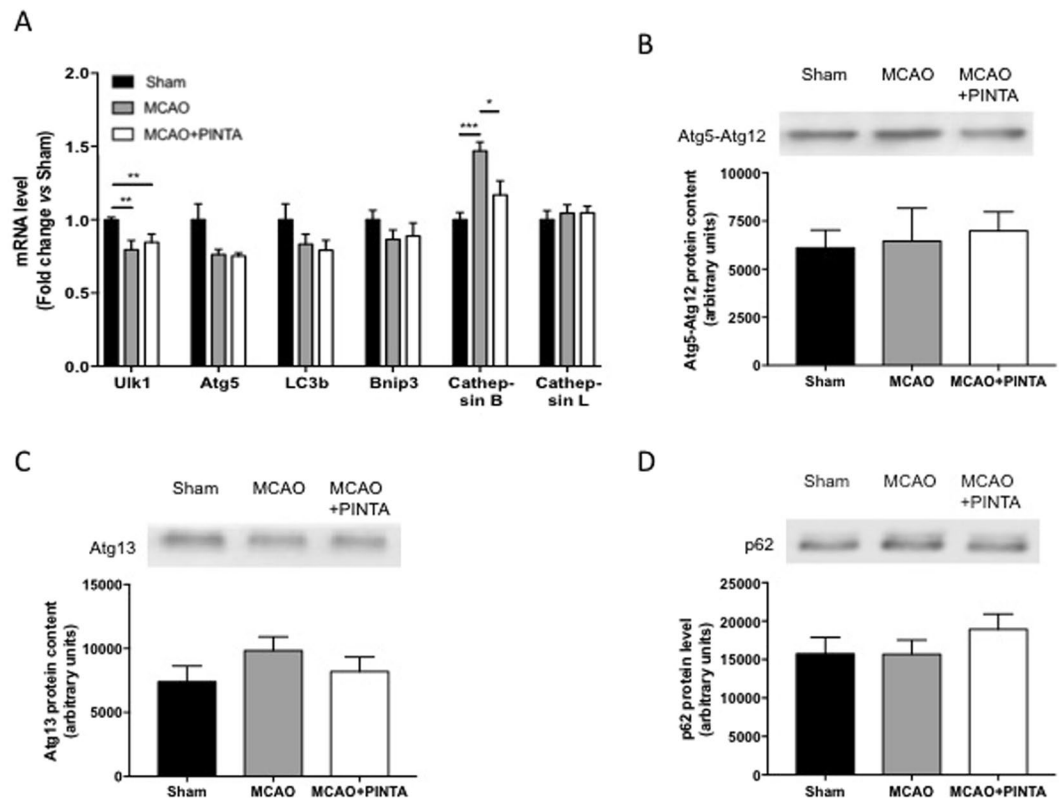 A
mRNA level
(Fold change vs Sham)
2.0
1.5
1.0
0.5
0.0
Sham
MCAO
MCAO+PINTA
**
**
***
*
Ulk1
Atg5
LC3b
Bnip3
Cathep-
sin B
Cathep-
sin L
B
Sham
MCAO
MCAO
+PINTA
Atg5-Atg12
Atg5-Atg12 protein content
(arbitrary units)
10000
7500
5000
2500
0
Sham
MCAO
MCAO+PINTA
C
Sham
MCAO
MCAO
+PINTA
Atg13
Atg13 protein content
(arbitrary units)
15000
10000
5000
0
Sham
MCAO
MCAO+PINTA
D
Sham
MCAO
MCAO
+PINTA
p62
p62 protein level
(arbitrary units)
25000
20000
15000
10000
5000
0
Sham
MCAO
MCAO+PINTA